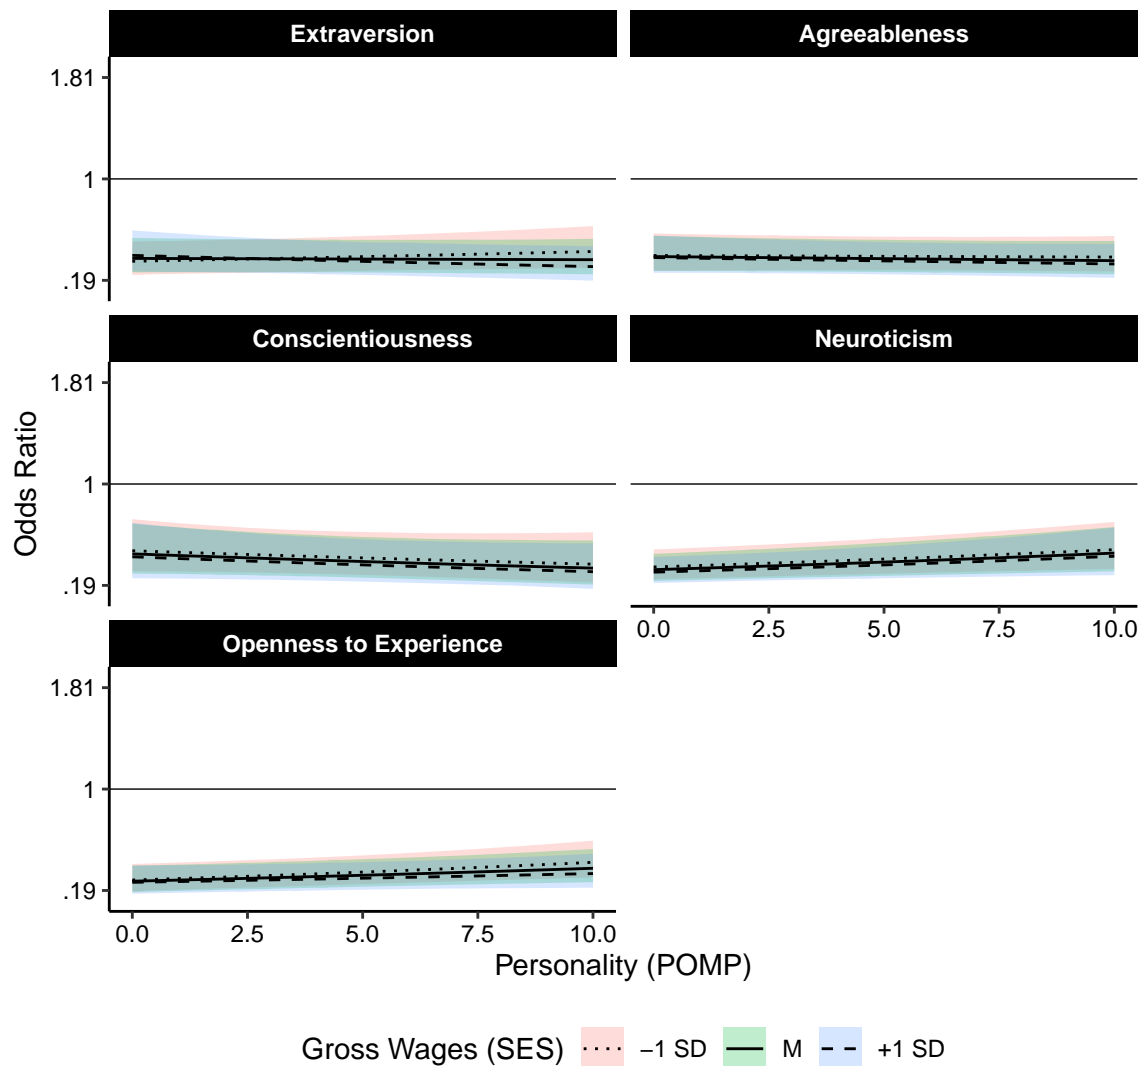 Extraversion
Agreeableness
1.81
1
.19
Conscientiousness
Neuroticism
1.81
1
.19
0.0 2.5 5.0 7.5 10.0
Openness to Experience
1.81
1
.19
0.0 2.5 5.0 7.5 10.0
Odds Ratio
Personality (POMP)
Gross Wages (SES) −1 SD M +1 SD